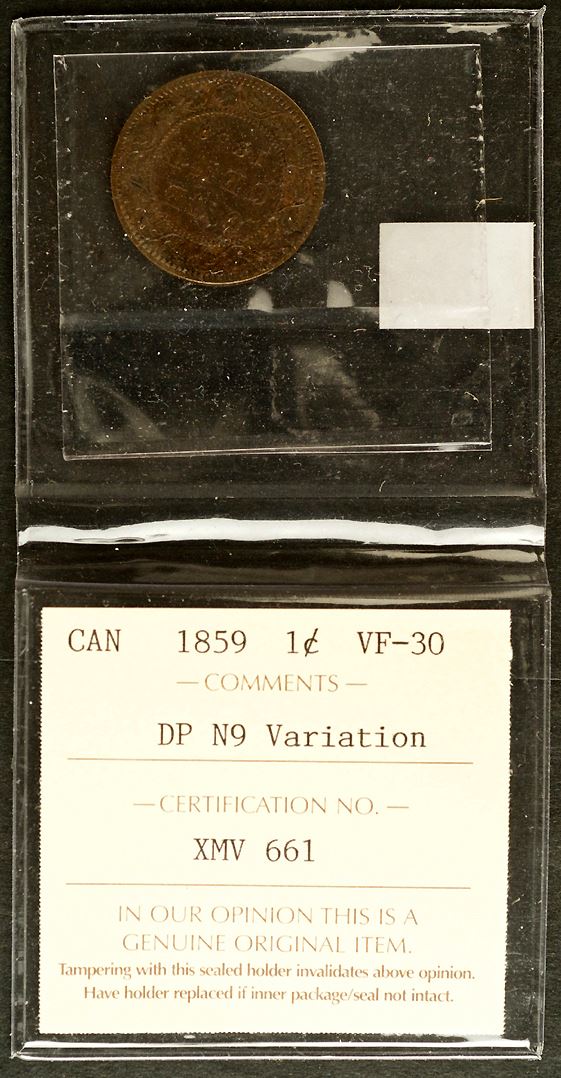 CAN 1859 1¢ VF-30
— COMMENTS —
DP N9 Variation
— CERTIFICATION NO. —
XMV 661
IN OUR OPINION THIS IS A
GENUINE ORIGINAL ITEM.
Tampering with this sealed holder invalidates above opinion.
Have holder replaced if inner package/seal not intact.